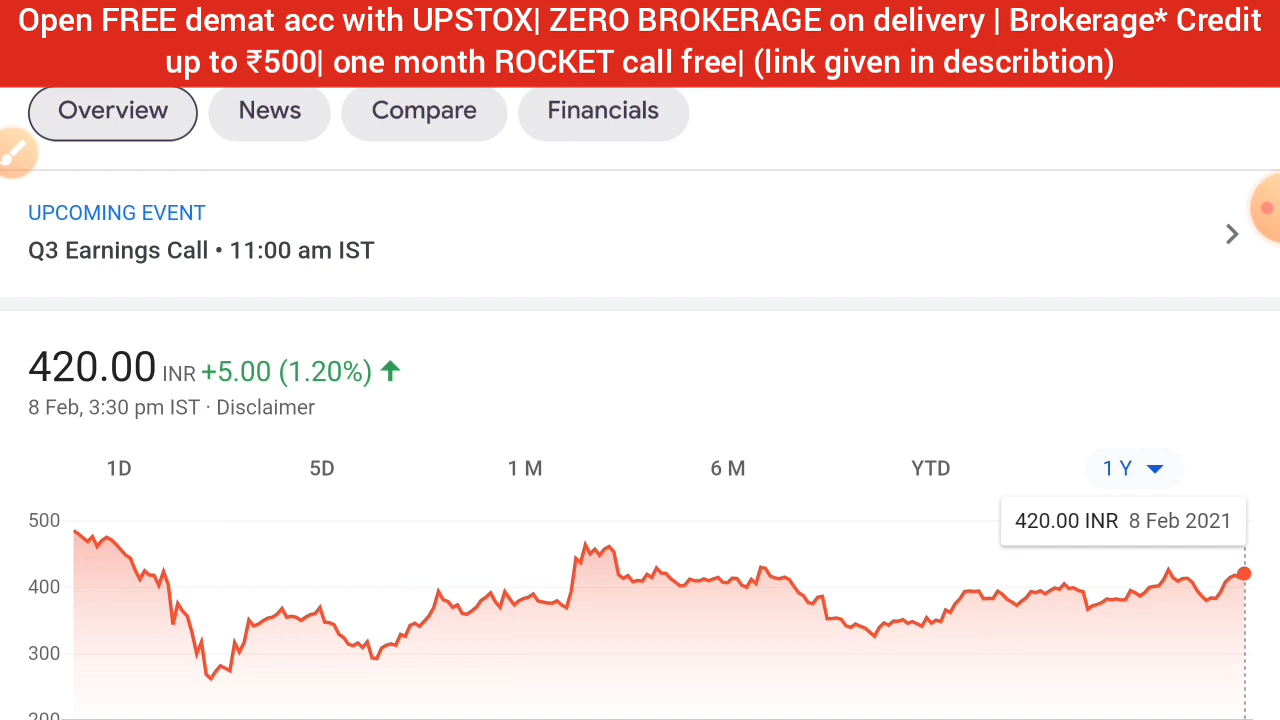 Open FREE demat acc with UPSTOX| ZERO BROKERAGE on delivery | Brokerage* Credit
up to ₹500| one month ROCKET call free| (link given in describtion)
Overview News Compare Financials
UPCOMING EVENT
Q3 Earnings Call • 11:00 am IST
420.00 INR +5.00 (1.20%)
8 Feb, 3:30 pm IST · Disclaimer
1D 5D 1 M 6 M YTD 1 Y
500
420.00 INR 8 Feb 2021
400
300
200